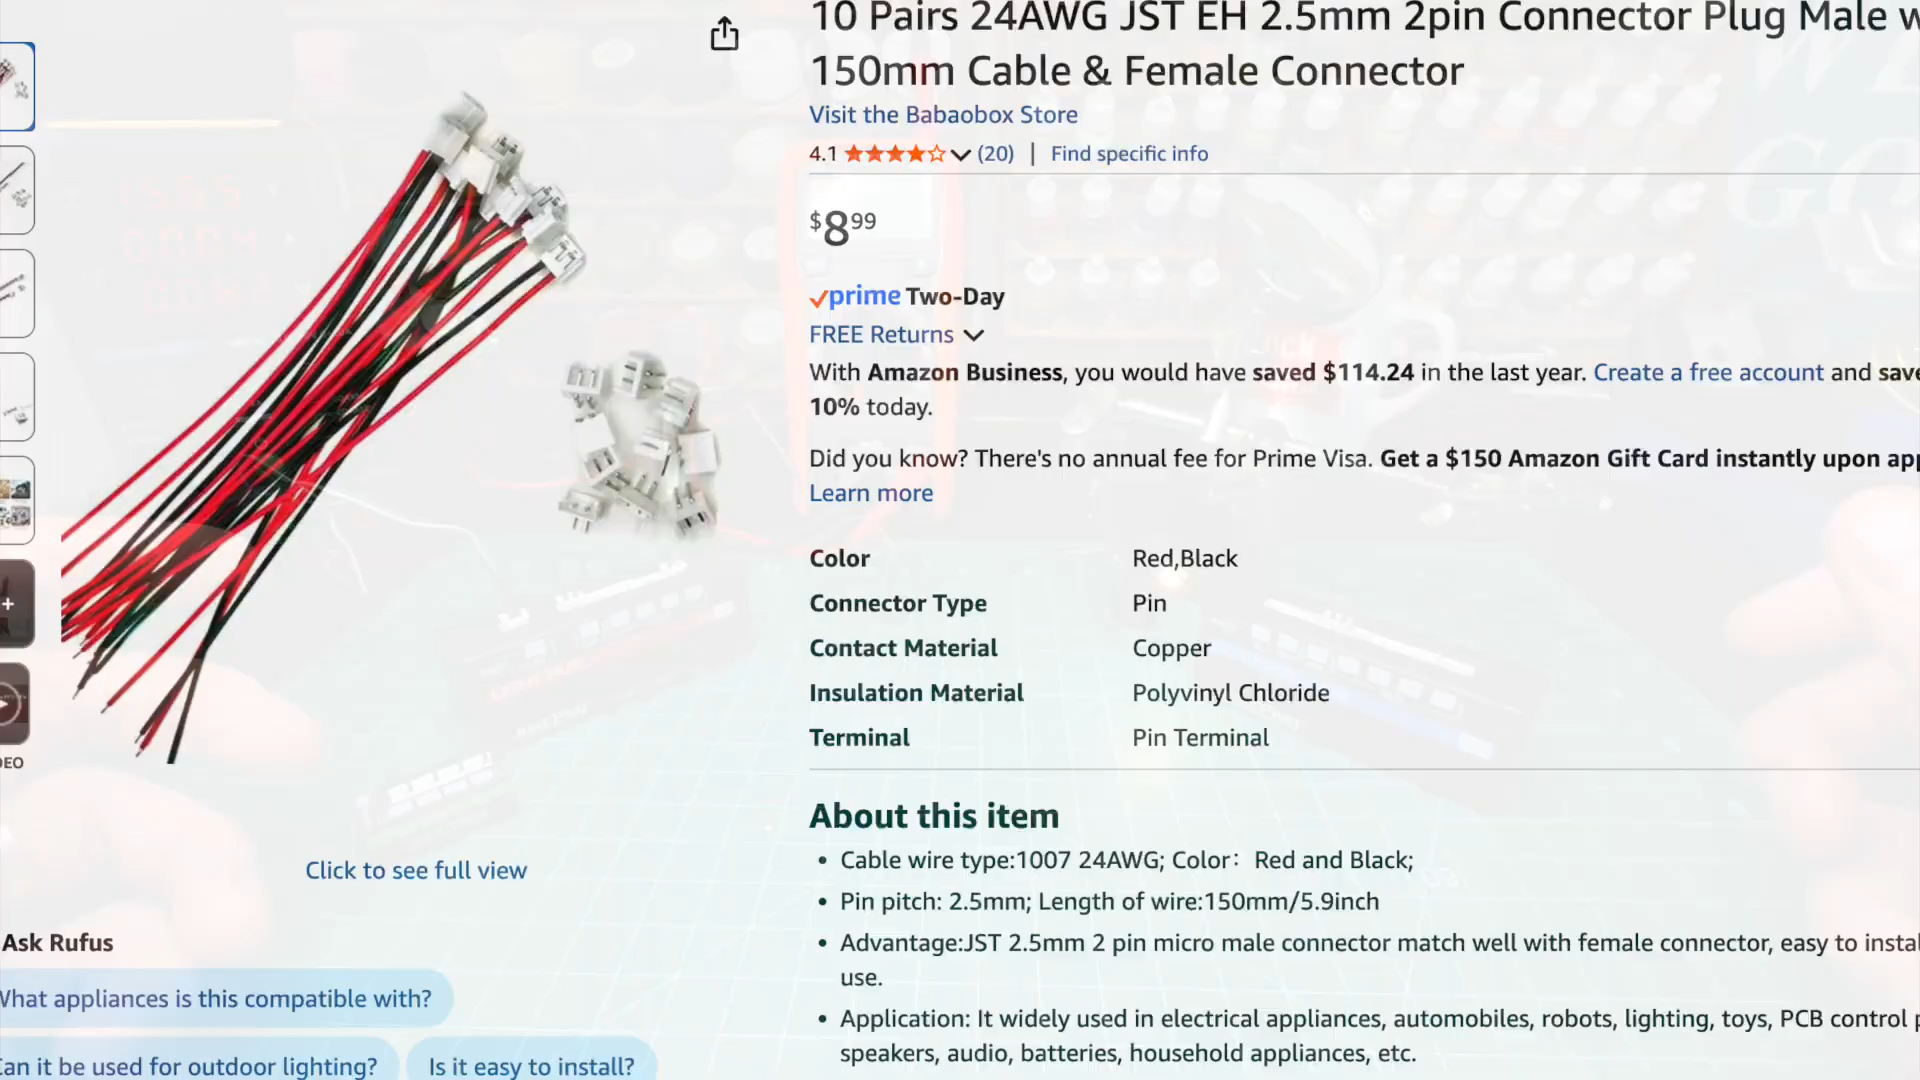 10 Pairs 24AWG JST EH 2.5mm 2pin Connector Plug Male
150mm Cable & Female Connector
Visit the Babaobox Store
4.1 (20) | Find specific info
$8 99
prime Two-Day
FREE Returns
With Amazon Business, you would have saved $114.24 in the last year. Create a free account and save
10% today.
Did you know? There's no annual fee for Prime Visa. Get a $150 Amazon Gift Card instantly upon
Learn more
Color Red,Black
Connector Type Pin
Contact Material Copper
Insulation Material Polyvinyl Chloride
Terminal Pin Terminal
About this item
• Cable wire type:1007 24AWG; Color：Red and Black;
• Pin pitch: 2.5mm; Length of wire:150mm/5.9inch
• Advantage:JST 2.5mm 2 pin micro male connector match well with female connector, easy to
use.
• Application: It widely used in electrical appliances, automobiles, robots, lighting, toys, PCB control
speakers, audio, batteries, household appliances, etc.
Click to see full view
Ask Rufus
What appliances is this compatible with?
Can it be used for outdoor lighting?
Is it easy to install?